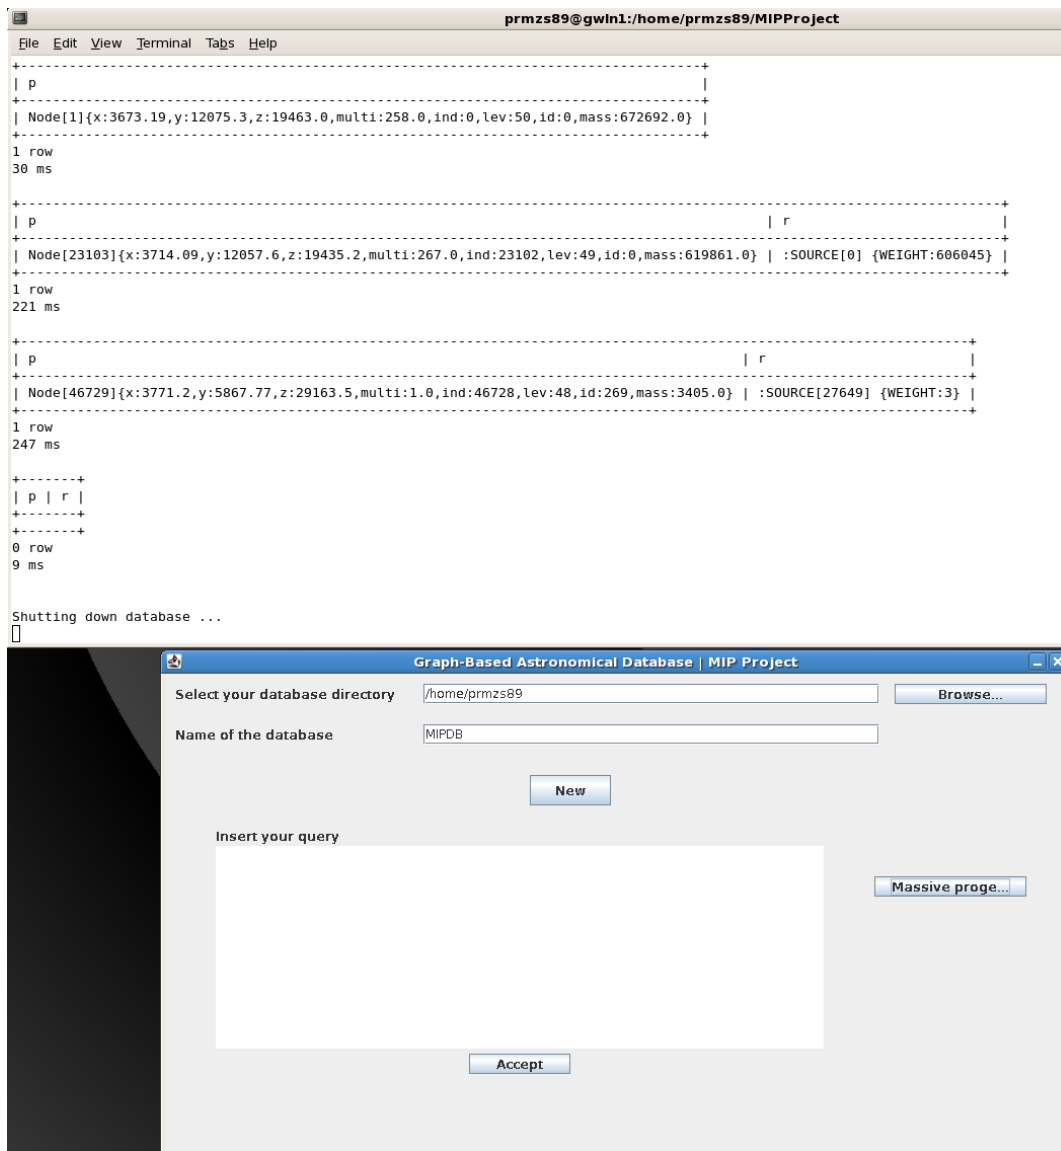 prmzs89@gwln1:/home/prmzs89/MIPProject
File Edit View Terminal Tabs Help
| p |
| Node[1]{x:3673.19,y:12075.3,z:19463.0,multi:258.0,ind:0,lev:50,id:0,mass:672692.0} |
1 row
30 ms
| p | r |
| Node[23103]{x:3714.09,y:12057.6,z:19435.2,multi:267.0,ind:23102,lev:49,id:0,mass:619861.0} | :SOURCE[0] {WEIGHT:606045} |
1 row
221 ms
| p | r |
| Node[46729]{x:3771.2,y:5867.77,z:29163.5,multi:1.0,ind:46728,lev:48,id:269,mass:3405.0} | :SOURCE[27649] {WEIGHT:3} |
1 row
247 ms
+-------+
| p | r |
+-------+
+-------+
0 row
9 ms
Shutting down database ...
Graph-Based Astronomical Database | MIP Project
Select your database directory /home/prmzs89 Browse...
Name of the database MIPDB
New
Insert your query
Massive proge...
Accept